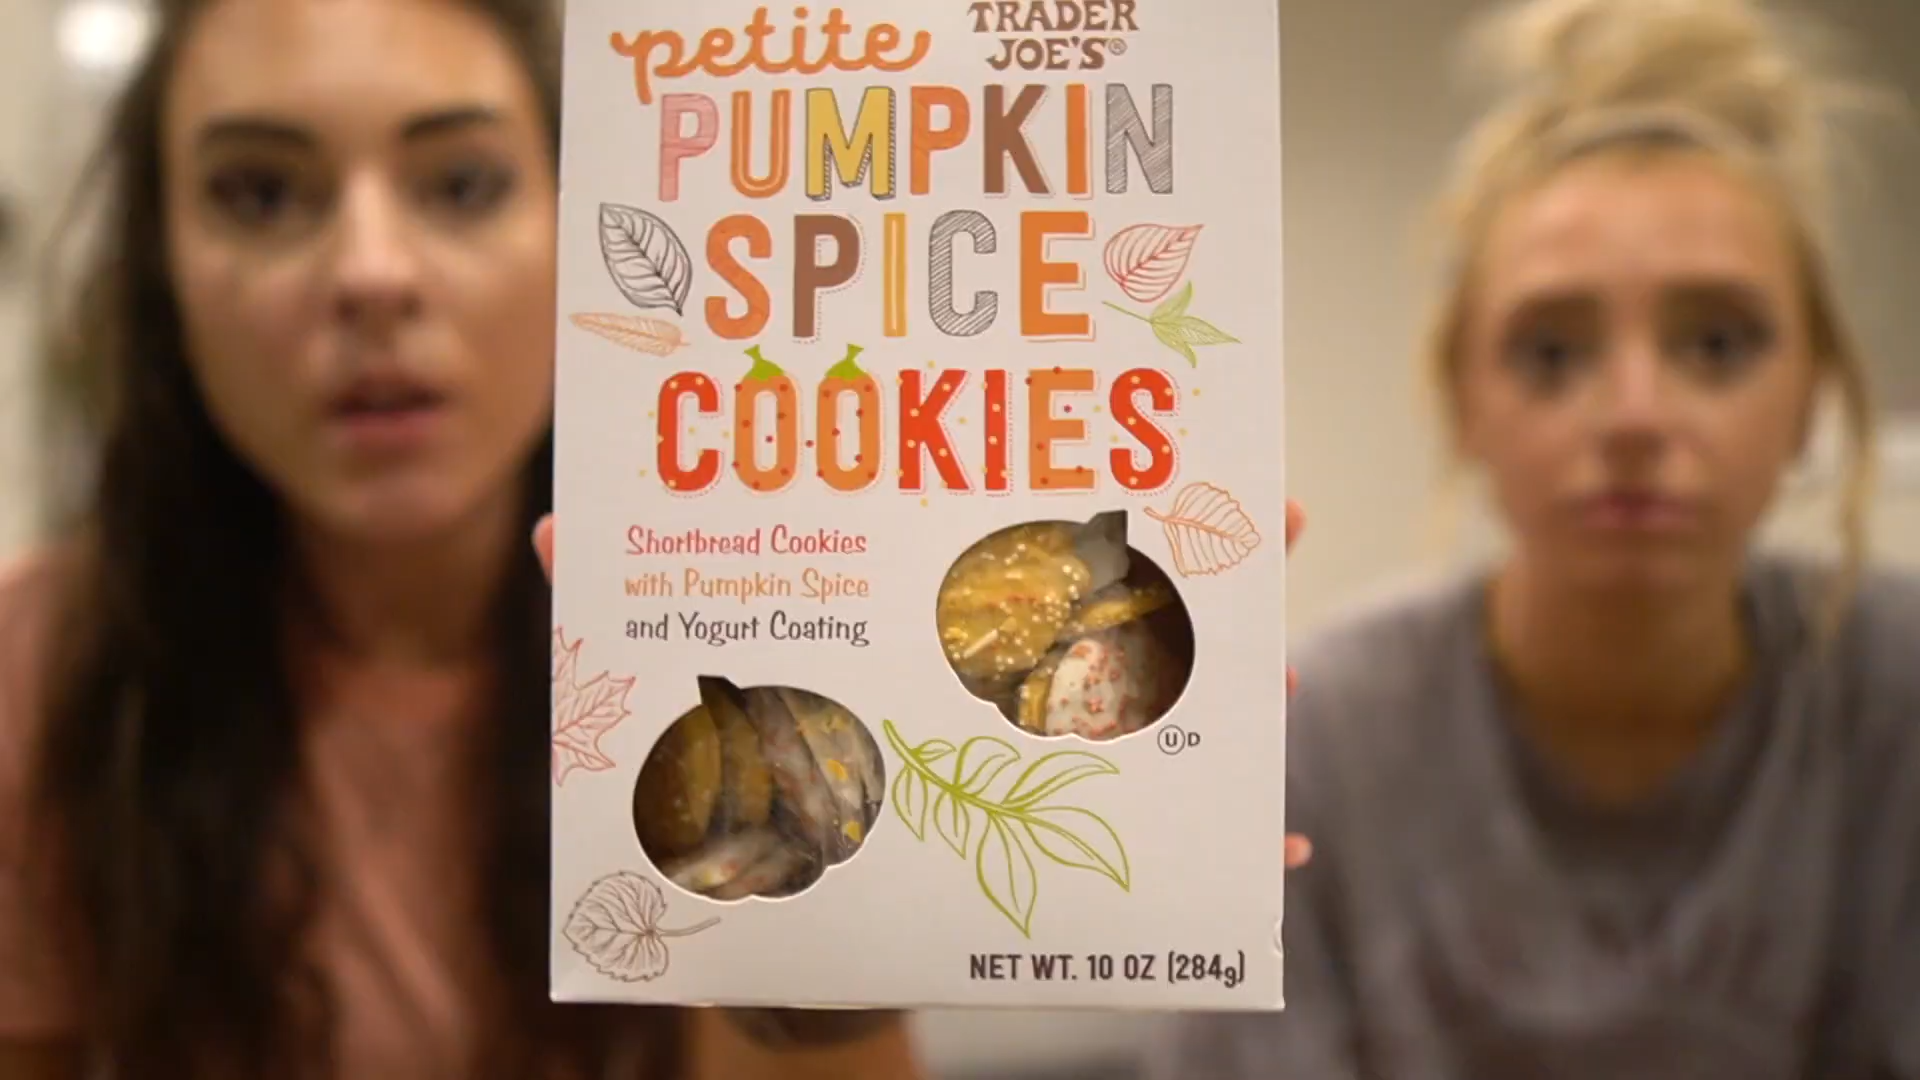 petite
TRADER
JOE'S®
PUMPKIN
SPICE
COOKIES
Shortbread Cookies
with Pumpkin Spice
and Yogurt Coating
U D
NET WT. 10 OZ (284g)